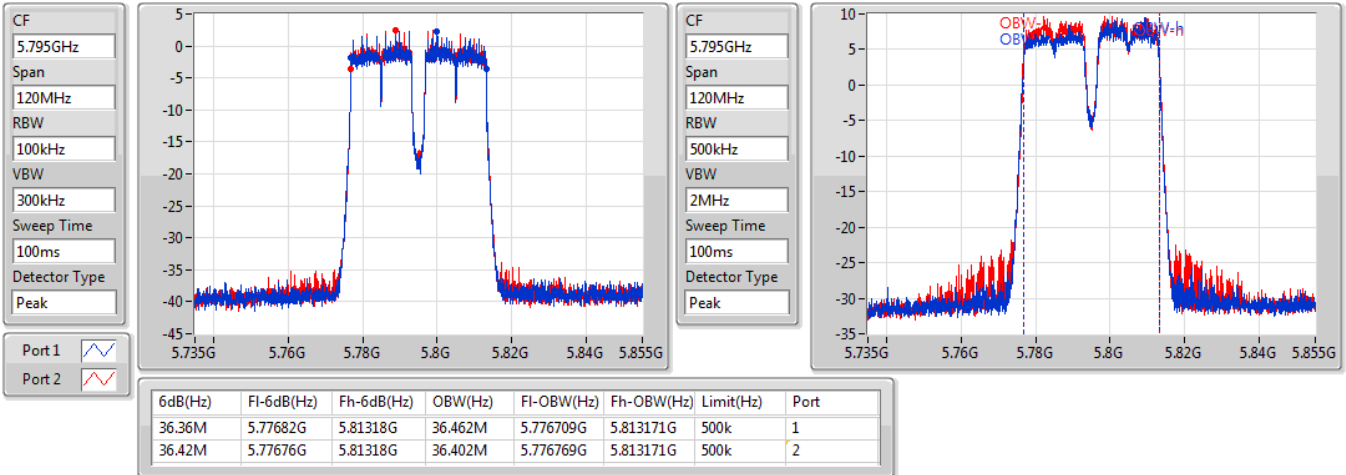 CF
5.795GHz
Span
120MHz
RBW
100kHz
VBW
300kHz
Sweep Time
100ms
Detector Type
Peak
Port 1
Port 2
5-
0-
-5-
-10-
-15-
-20-
-25-
-30-
-35-
-40-
-45-
5.735G 5.76G 5.78G 5.8G 5.82G 5.84G 5.855G
CF
5.795GHz
Span
120MHz
RBW
500kHz
VBW
2MHz
Sweep Time
100ms
Detector Type
Peak
10-
5-
0-
-5-
-10-
-15-
-20-
-25-
-30-
-35-
OBW-
OBW-h
5.735G 5.76G 5.78G 5.8G 5.82G 5.84G 5.855G
6dB(Hz) Fl-6dB(Hz) Fh-6dB(Hz) OBW(Hz) Fl-OBW(Hz) Fh-OBW(Hz) Limit(Hz) Port
36.36M 5.77682G 5.81318G 36.462M 5.776709G 5.813171G 500k 1
36.42M 5.77676G 5.81318G 36.402M 5.776769G 5.813171G 500k 2